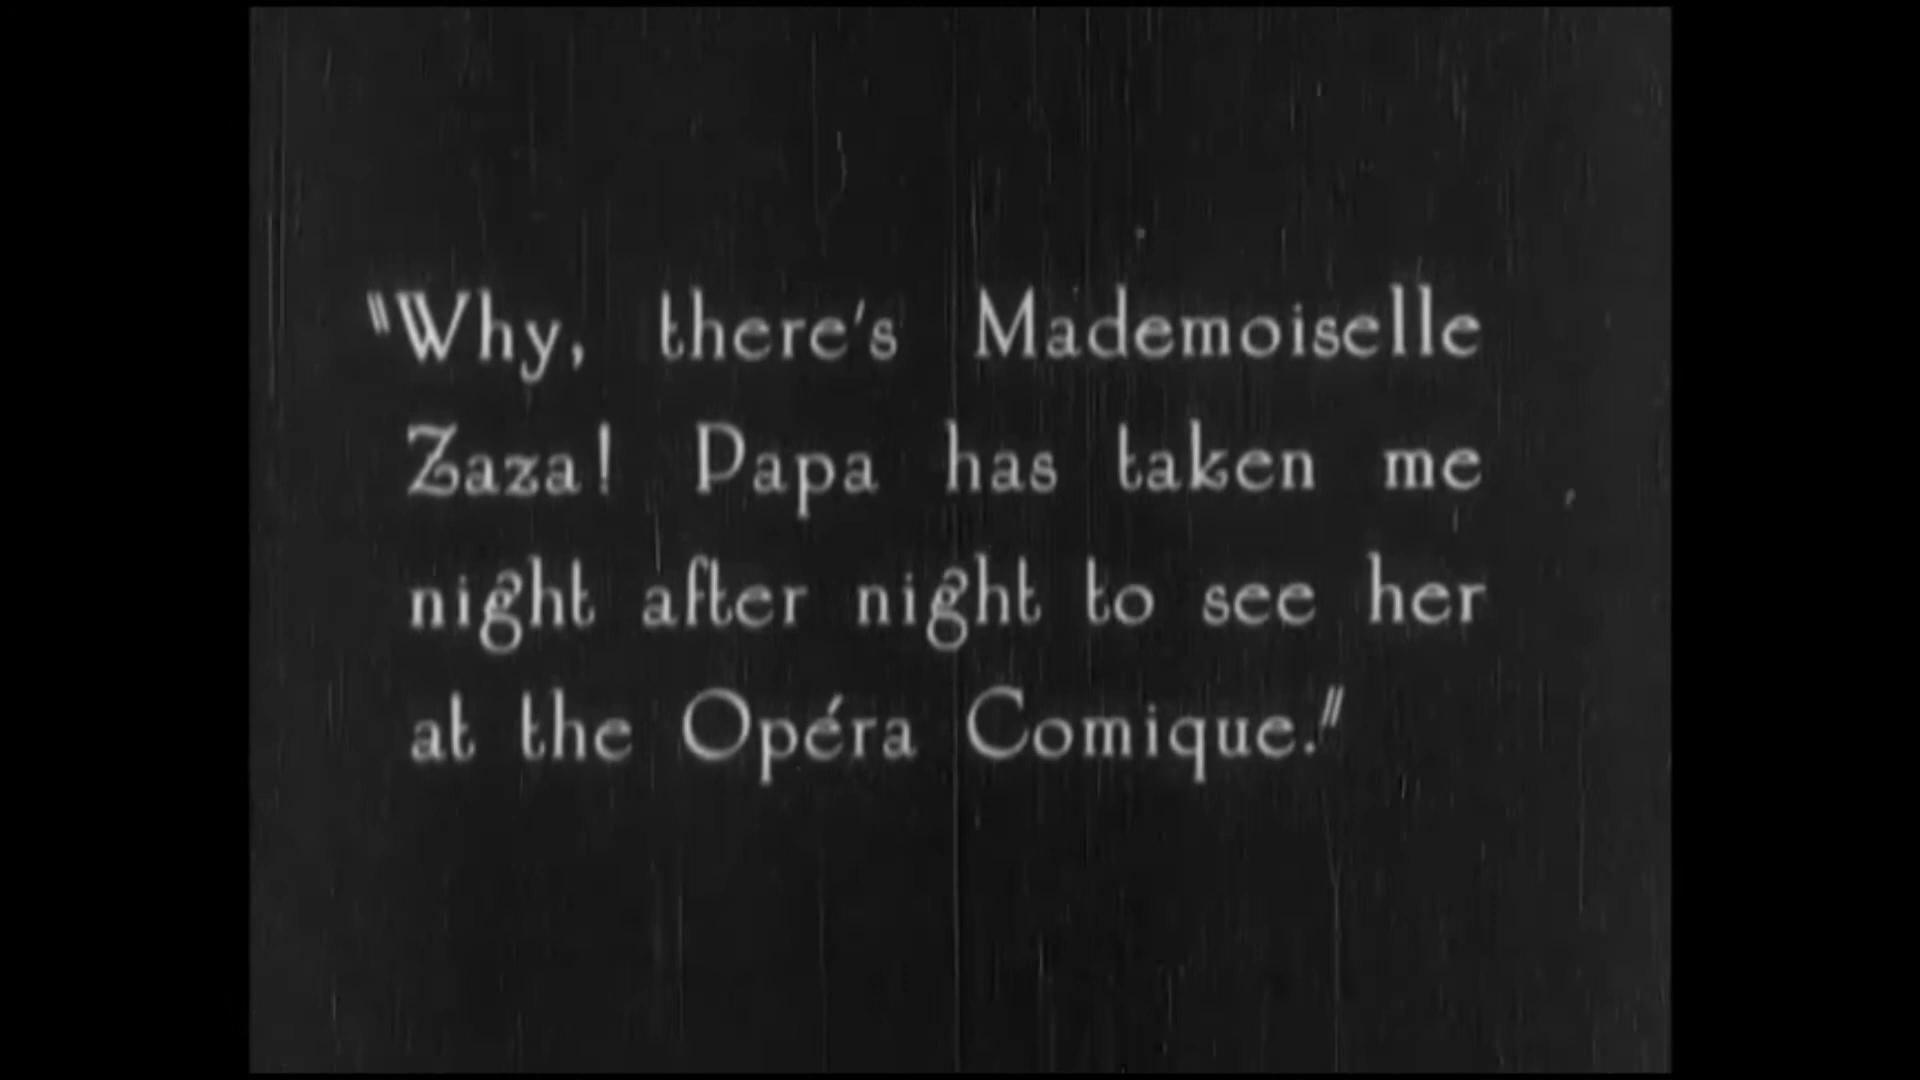 "Why, there's Mademoiselle
Zaza! Papa has taken me
night after night to see her
at the Opéra Comique."